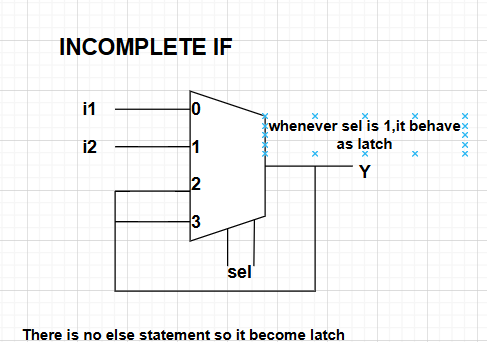 INCOMPLETE IF
i1
0
whenever sel is 1,it behave
as latch
i2
1
Y
2
3
sel
There is no else statement so it become latch